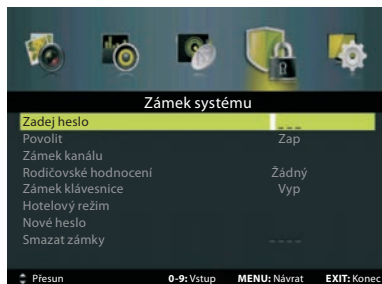 Zámek systému
Zadej heslo _ _ _
Povolit Zap
Zámek kanálu
Rodičovské hodnocení Žádný
Zámek klávesnice Vyp
Hotelový režim
Nové heslo
Smazat zámky _ _ _ _
Přesun 0-9: Vstup MENU: Návrat EXIT: Konec